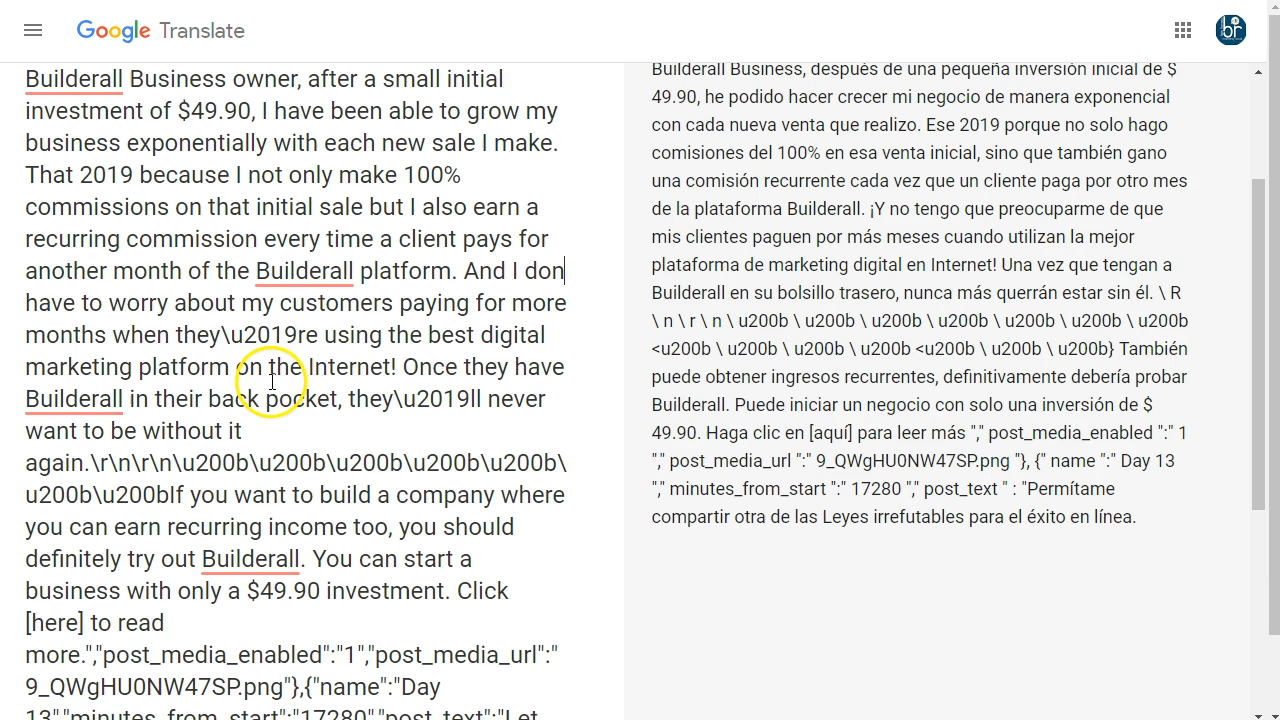 Google Translate
br
Builderall Business owner, after a small initial
investment of $49.90, I have been able to grow my
business exponentially with each new sale I make.
That 2019 because I not only make 100%
commissions on that initial sale but I also earn a
recurring commission every time a client pays for
another month of the Builderall platform. And I don
have to worry about my customers paying for more
months when they\u2019re using the best digital
marketing platform on the Internet! Once they have
Builderall in their back pocket, they\u2019ll never
want to be without it
again.\r\n\r\n\u200b\u200b\u200b\u200b\u200b\
u200b\u200bIf you want to build a company where
you can earn recurring income too, you should
definitely try out Builderall. You can start a
business with only a $49.90 investment. Click
[here] to read
more.","post_media_enabled":"1","post_media_url":"
9_QWgHU0NW47SP.png"},{"name":"Day
13","minutes_from_start":"17280","post_text":"Let
Builderall Business, después de una pequeña inversión inicial de $
49.90, he podido hacer crecer mi negocio de manera exponencial
con cada nueva venta que realizo. Ese 2019 porque no solo hago
comisiones del 100% en esa venta inicial, sino que también gano
una comisión recurrente cada vez que un cliente paga por otro mes
de la plataforma Builderall. ¡Y no tengo que preocuparme de que
mis clientes paguen por más meses cuando utilizan la mejor
plataforma de marketing digital en Internet! Una vez que tengan a
Builderall en su bolsillo trasero, nunca más querrán estar sin él. \ R
\ n \ r \ n \ u200b \ u200b \ u200b \ u200b \ u200b \ u200b \ u200b
<u200b \ u200b \ u200b \ u200b <u200b \ u200b \ u200b} También
puede obtener ingresos recurrentes, definitivamente debería probar
Builderall. Puede iniciar un negocio con solo una inversión de $
49.90. Haga clic en [aquí] para leer más "," post_media_enabled ":" 1
"," post_media_url ":" 9_QWgHU0NW47SP.png "}, {" name ":" Day 13
"," minutes_from_start ":" 17280 "," post_text " : "Permítame
compartir otra de las Leyes irrefutables para el éxito en línea.